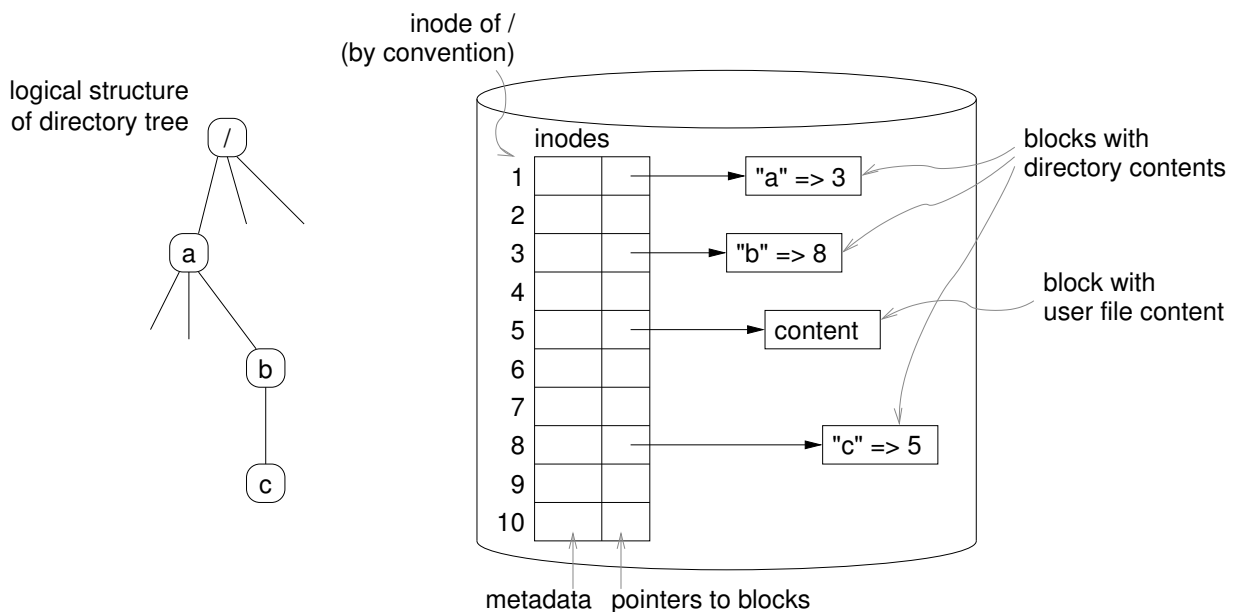 inode of /
(by convention)
logical structure
of directory tree
/
a
b
c
inodes
1
2
3
4
5
6
7
8
9
10
"a" => 3
"b" => 8
content
"c" => 5
blocks with
directory contents
block with
user file content
metadata
pointers to blocks